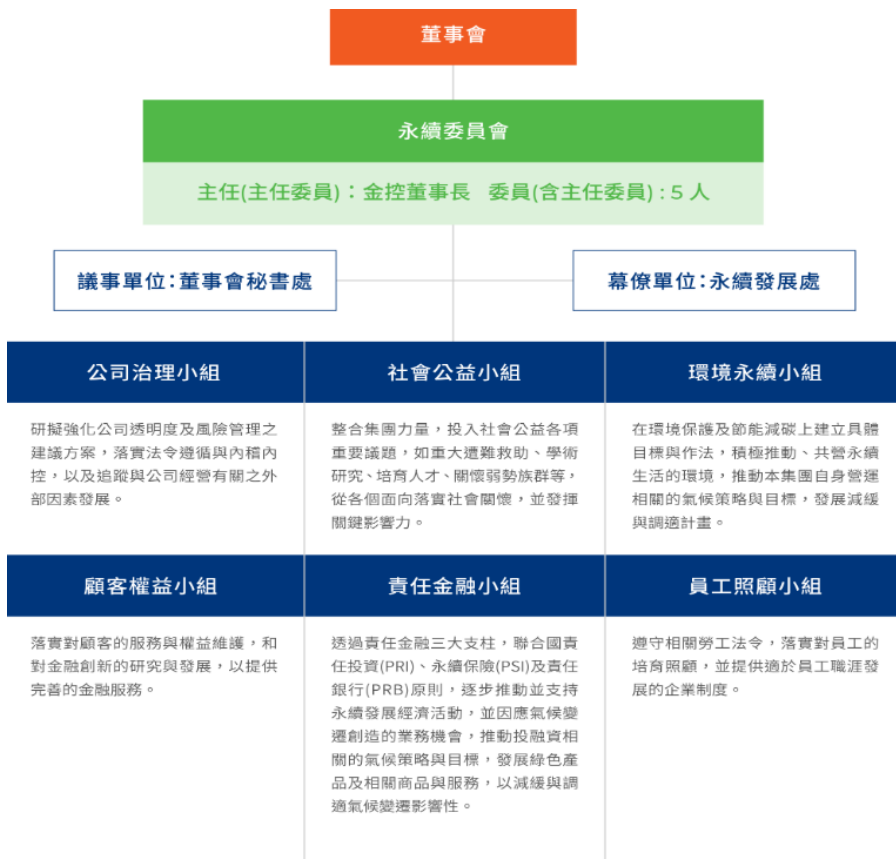 董事會
永續委員會
主任(主任委員)：金控董事長 委員(含主任委員)：5 人
議事單位：董事會秘書處
幕僚單位：永續發展處
公司治理小組
研擬強化公司透明度及風險管理之
建議方案，落實法令遵循與內稽內
控，以及追蹤與公司經營有關之外
部因素發展。
社會公益小組
整合集團力量，投入社會公益各項
重要議題，如重大遭難救助、學術
研究、培育人才、關懷弱勢族群等，
從各個面向落實社會關懷，並發揮
關鍵影響力。
環境永續小組
在環境保護及節能減碳上建立具體
目標與作法，積極推動、共營永續
生活的環境，推動本集團自身營運
相關的氣候策略與目標，發展減緩
與調適計畫。
顧客權益小組
落實對顧客的服務與權益維護，和
對金融創新的研究與發展，以提供
完善的金融服務。
責任金融小組
透過責任金融三大支柱，聯合國責
任投資(PRI)、永續保險(PSI)及責任
銀行(PRB)原則，逐步推動並支持
永續發展經濟活動，並因應氣候變
遷創造的業務機會，推動投融資相
關的氣候策略與目標，發展綠色產
品及相關商品與服務，以減緩與調
適氣候變遷影響性。
員工照顧小組
遵守相關勞工法令，落實對員工的
培育照顧，並提供適於員工職涯發
展的企業制度。